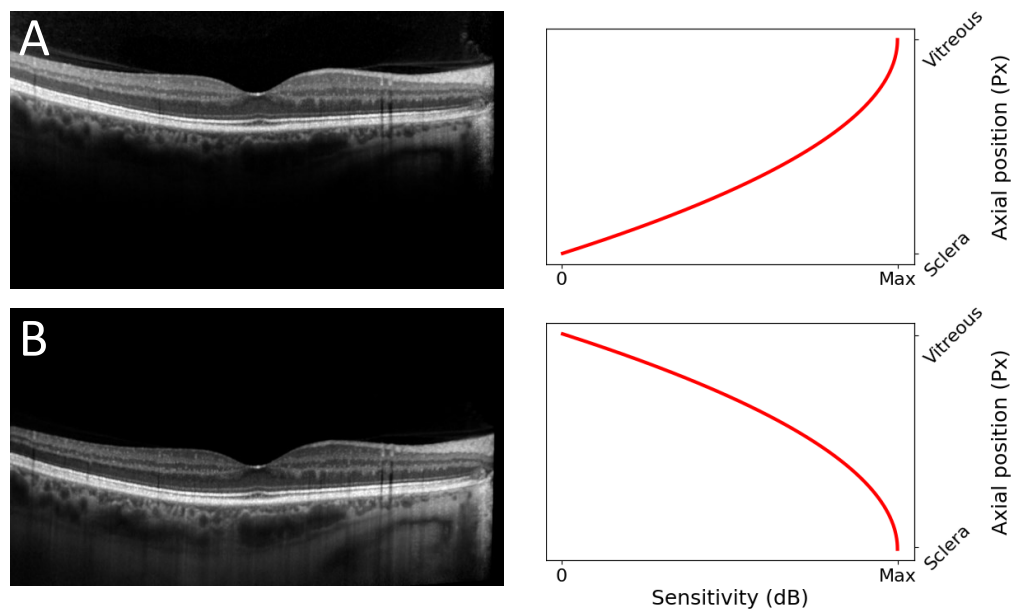 A
Vitreous
Axial position (Px)
Sclera
0
Max
B
Vitreous
Axial position (Px)
Sclera
0
Max
Sensitivity (dB)